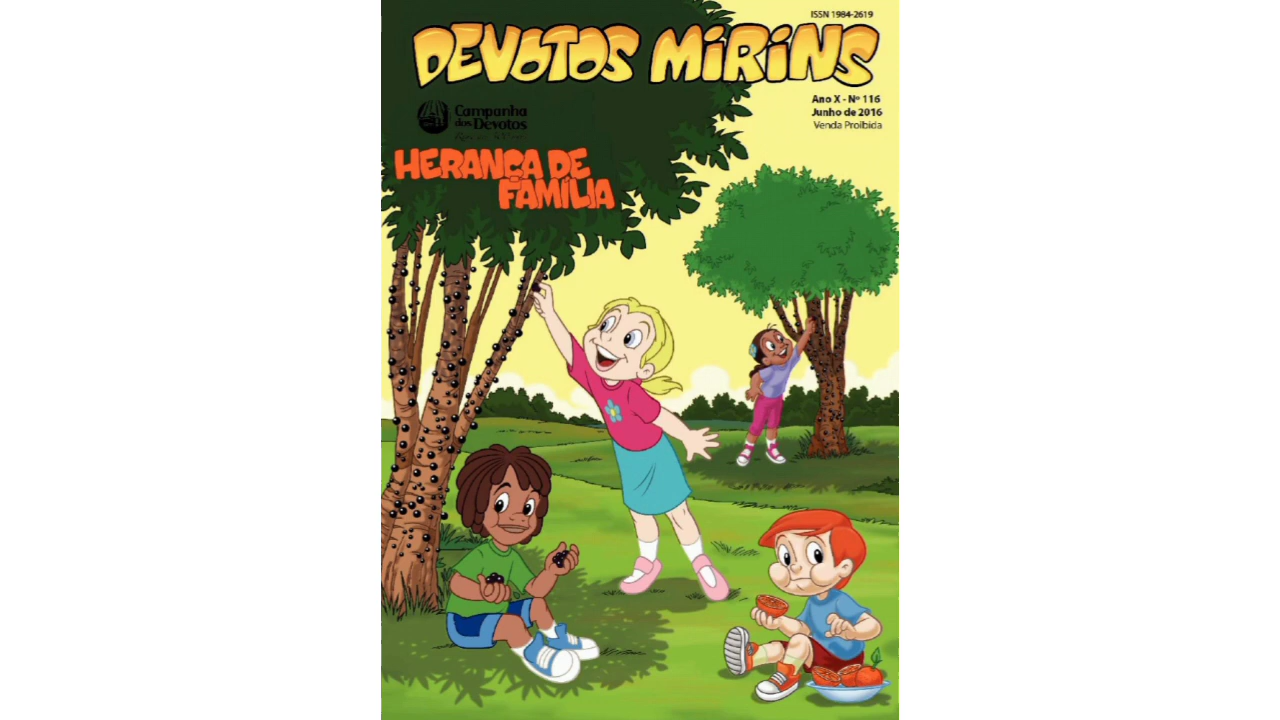 ISSN 1984-2619
DEVOTOS MIRINS
Ano X - Nº 116
Junho de 2016
Venda Proibida
Campanha
dos Devotos
HERANÇA DE
FAMÍLIA